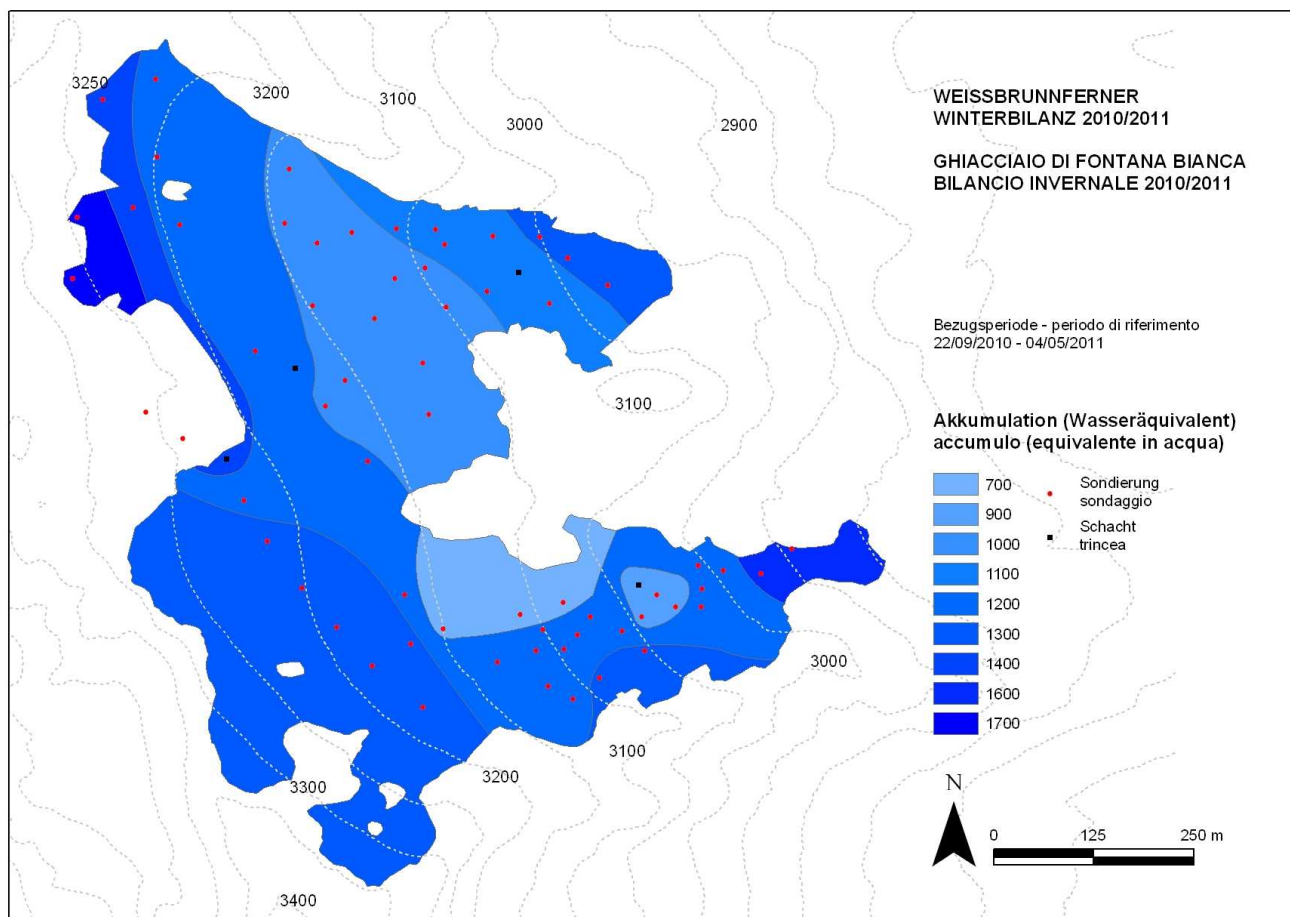 3250
3200
3100
3000
2900
3100
3000
3100
3200
3300
3400
WEISSBRUNNFERNER
WINTERBILANZ 2010/2011
GHIACCIAIO DI FONTANA BIANCA
BILANCIO INVERNALE 2010/2011
Bezugsperiode - periodo di riferimento
22/09/2010 - 04/05/2011
Akkumulation (Wasseräquivalent)
accumulo (equivalente in acqua)
700
900
1000
1100
1200
1300
1400
1600
1700
Sondierung
sondaggio
Schacht
trincea
N
0 125 250 m